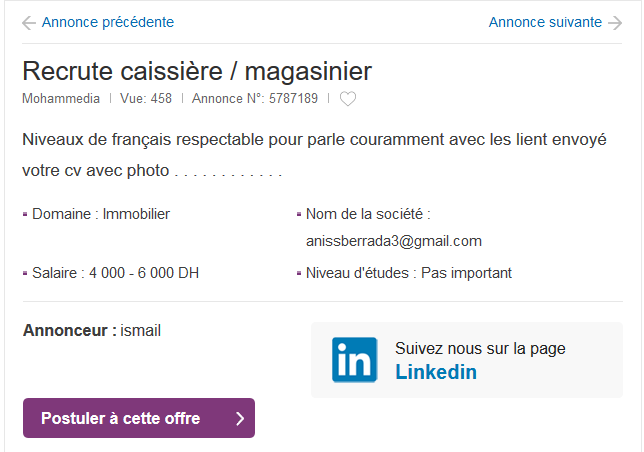 Annonce précédente
Annonce suivante
Recrute caissière / magasinier
Mohammedia | Vue: 458 | Annonce N°: 5787189 |
Niveaux de français respectable pour parle couramment avec les lient envoyé
votre cv avec photo . . . . . . . . . . . .
Domaine : Immobilier
Nom de la société :
anissberrada3@gmail.com
Salaire : 4 000 - 6 000 DH
Niveau d'études : Pas important
Annonceur : ismail
in
Suivez nous sur la page
Linkedin
Postuler à cette offre